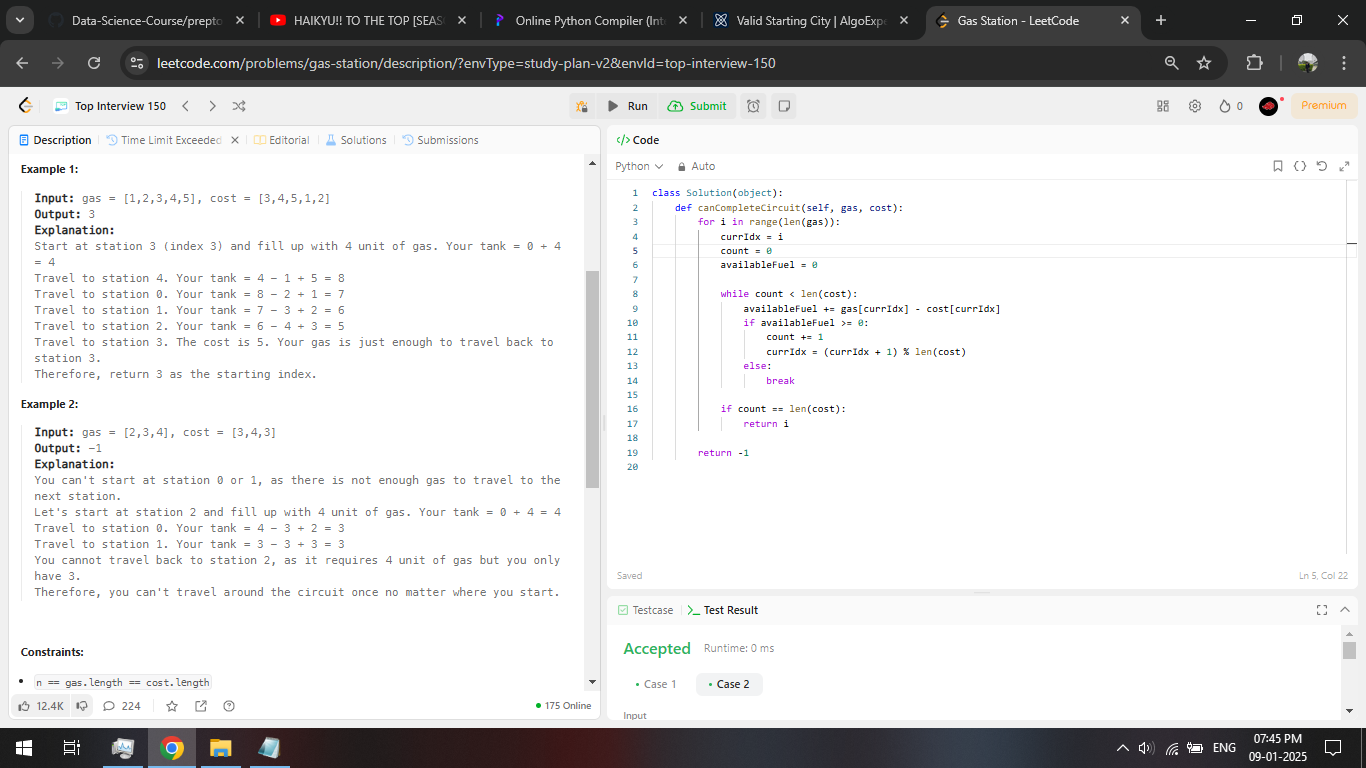 Data-Science-Course/prepto
HAIKYU!! TO THE TOP [SEAS
Online Python Compiler (Int
Valid Starting City | AlgoExpe
Gas Station - LeetCode
leetcode.com/problems/gas-station/description/?envType=study-plan-v2&envId=top-interview-150
Top Interview 150
Run
Submit
0
Premium
Description
Time Limit Exceeded
Editorial
Solutions
Submissions
Example 1:
Input: gas = [1,2,3,4,5], cost = [3,4,5,1,2]
Output: 3
Explanation:
Start at station 3 (index 3) and fill up with 4 unit of gas. Your tank = 0 + 4
= 4
Travel to station 4. Your tank = 4 - 1 + 5 = 8
Travel to station 0. Your tank = 8 - 2 + 1 = 7
Travel to station 1. Your tank = 7 - 3 + 2 = 6
Travel to station 2. Your tank = 6 - 4 + 3 = 5
Travel to station 3. The cost is 5. Your gas is just enough to travel back to
station 3.
Therefore, return 3 as the starting index.
Example 2:
Input: gas = [2,3,4], cost = [3,4,3]
Output: -1
Explanation:
You can't start at station 0 or 1, as there is not enough gas to travel to the
next station.
Let's start at station 2 and fill up with 4 unit of gas. Your tank = 0 + 4 = 4
Travel to station 0. Your tank = 4 - 3 + 2 = 3
Travel to station 1. Your tank = 3 - 3 + 3 = 3
You cannot travel back to station 2, as it requires 4 unit of gas but you only
have 3.
Therefore, you can't travel around the circuit once no matter where you start.
Constraints:
• n == gas.length == cost.length
12.4K
224
175 Online
</> Code
Python
Auto
1 class Solution(object):
2 def canCompleteCircuit(self, gas, cost):
3 for i in range(len(gas)):
4 currIdx = i
5 count = 0
6 availableFuel = 0
7
8 while count < len(cost):
9 availableFuel += gas[currIdx] - cost[currIdx]
10 if availableFuel >= 0:
11 count += 1
12 currIdx = (currIdx + 1) % len(cost)
13 else:
14 break
15
16 if count == len(cost):
17 return i
18
19 return -1
20
Saved
Ln 5, Col 22
Testcase
Test Result
Accepted
Runtime: 0 ms
• Case 1
• Case 2
Input
ENG
07:45 PM
09-01-2025